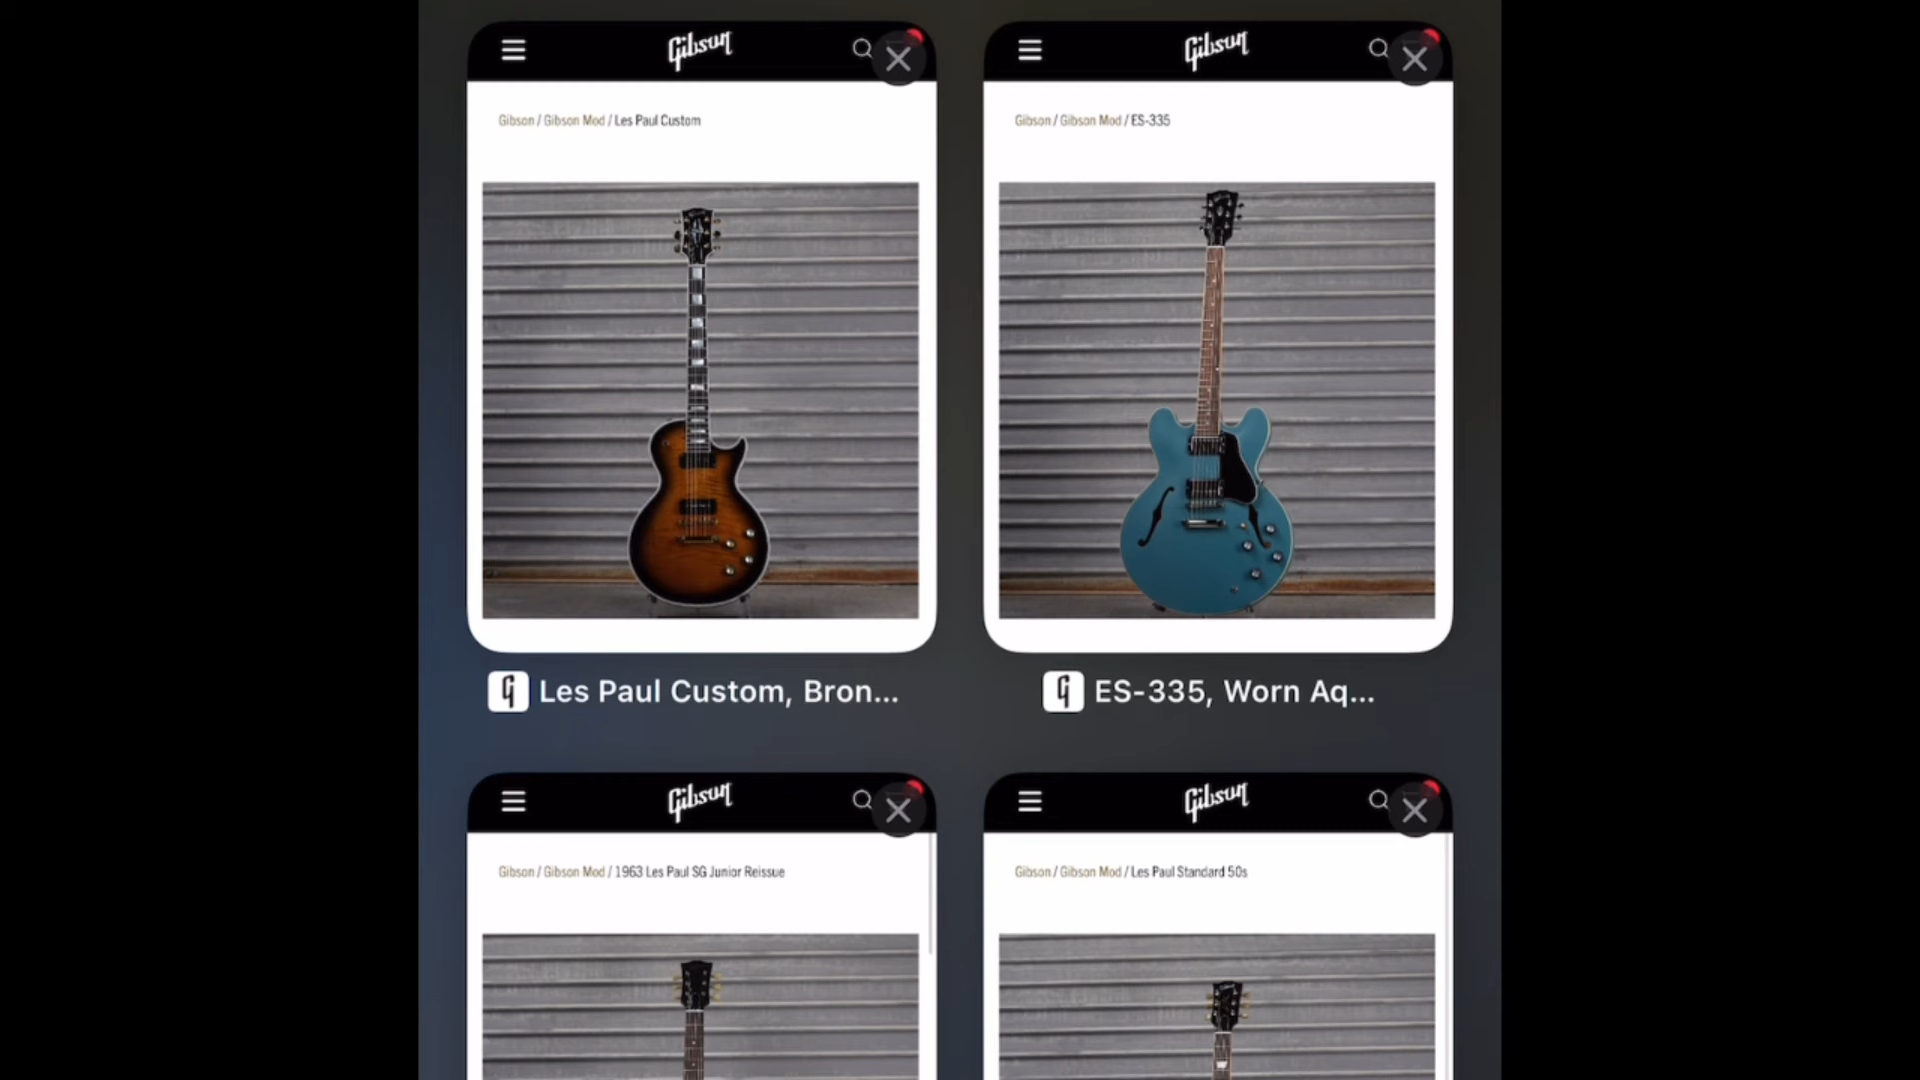 Gibson
Gibson
Gibson / Gibson Mod / Les Paul Custom
Gibson / Gibson Mod / ES-335
Les Paul Custom, Bron...
ES-335, Worn Aq...
Gibson
Gibson
Gibson / Gibson Mod / 1963 Les Paul SG Junior Reissue
Gibson / Gibson Mod / Les Paul Standard 50s